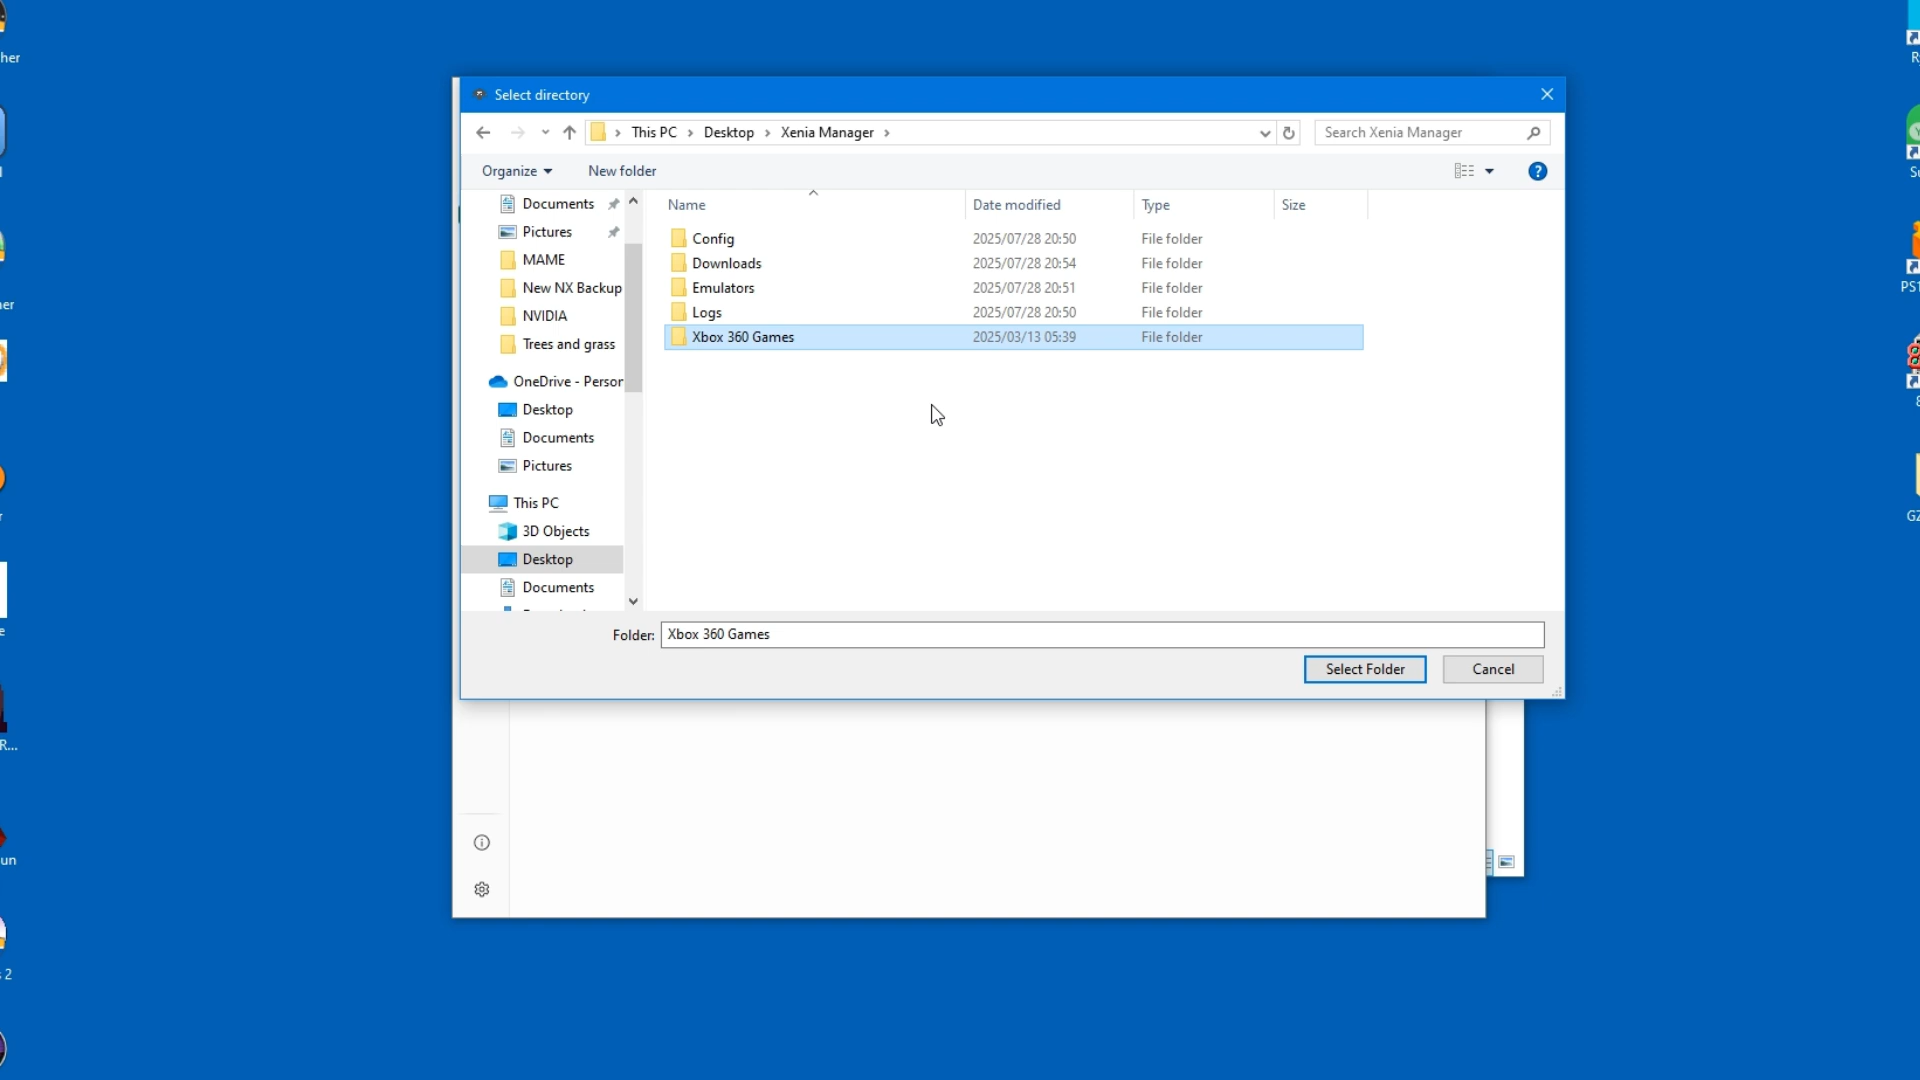 Select directory
This PC > Desktop > Xenia Manager >
Search Xenia Manager
Organize
New folder
?
Name
Date modified
Type
Size
Documents
Pictures
MAME
New NX Backup
NVIDIA
Trees and grass
OneDrive - Person
Desktop
Documents
Pictures
This PC
3D Objects
Desktop
Documents
Config 2025/07/28 20:50 File folder
Downloads 2025/07/28 20:54 File folder
Emulators 2025/07/28 20:51 File folder
Logs 2025/07/28 20:50 File folder
Xbox 360 Games 2025/03/13 05:39 File folder
Folder: Xbox 360 Games
Select Folder
Cancel
her
er
R...
un
2
PS1
GZ